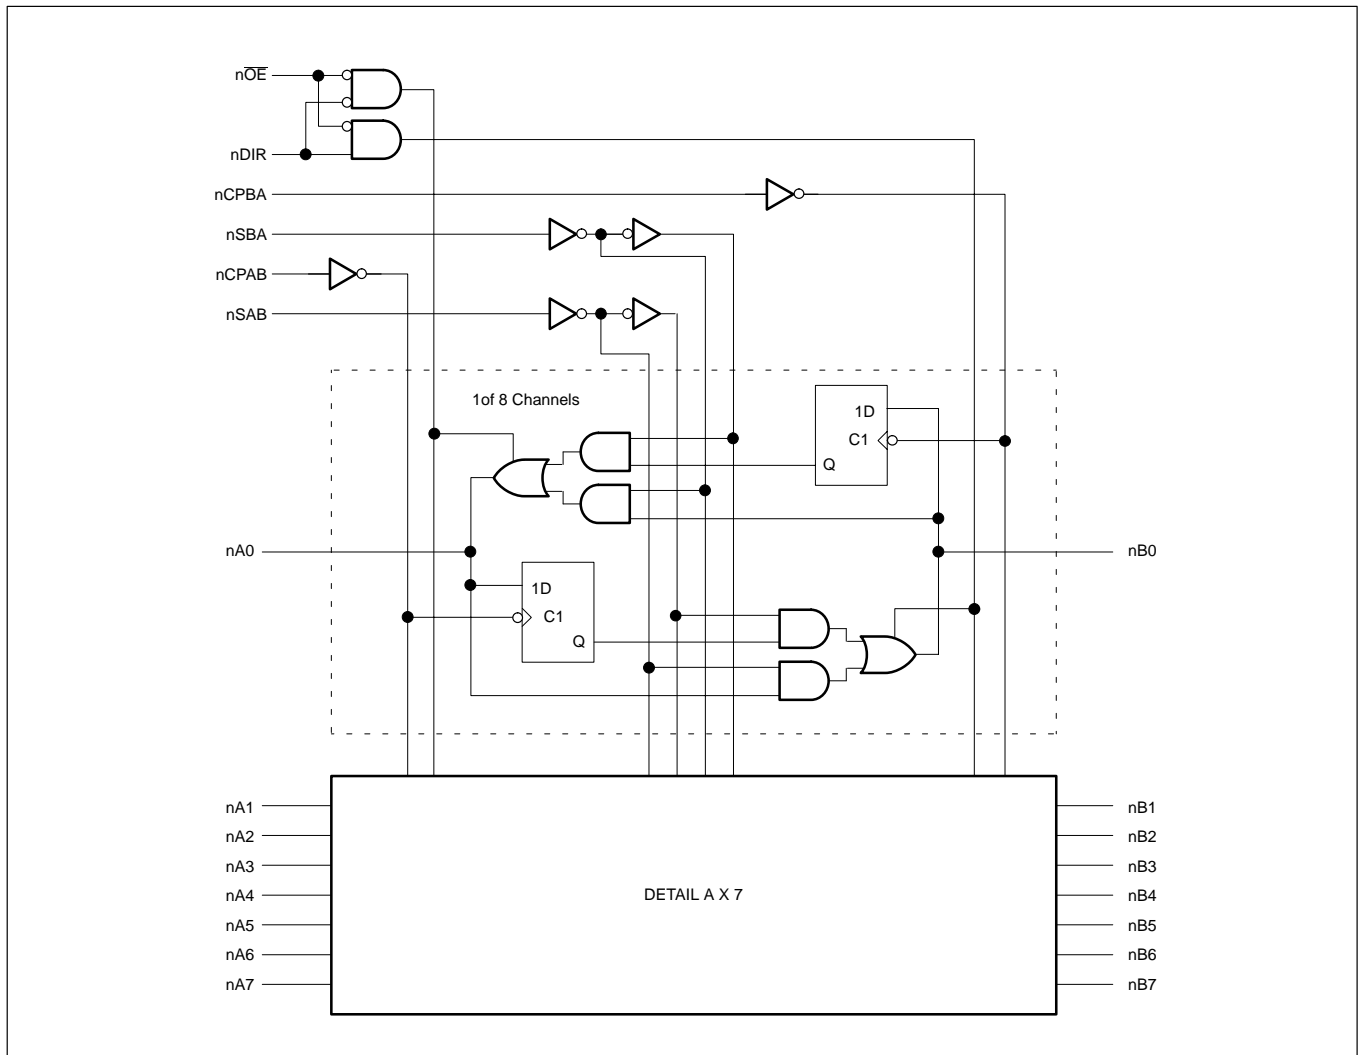 nO̅E̅
nDIR
nCPBA
nSBA
nCPAB
nSAB
1of 8 Channels
1D
C1
Q
nA0
nB0
1D
C1
Q
nA1
nB1
nA2
nB2
nA3
nB3
DETAIL A X 7
nA4
nB4
nA5
nB5
nA6
nB6
nA7
nB7